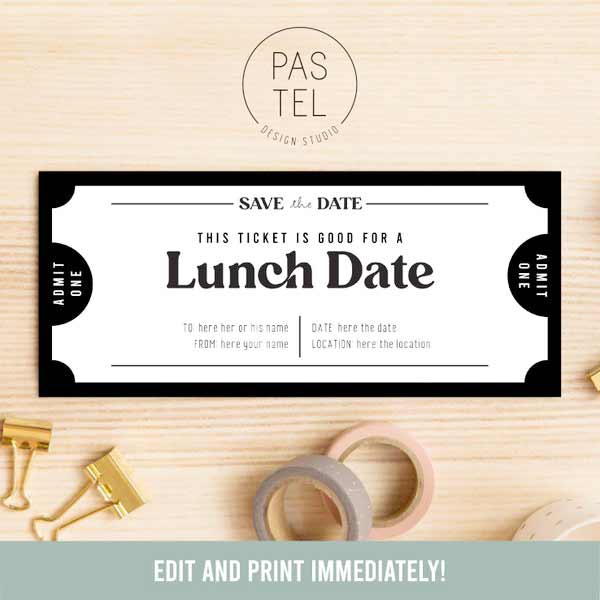 PAS
TEL
DESIGN STUDIO
SAVE the DATE
THIS TICKET IS GOOD FOR A
Lunch Date
ADMIT
ONE
TO: here her or his name
FROM: here your name
DATE: here the date
LOCATION: here the location
ADMIT
ONE
EDIT AND PRINT IMMEDIATELY!